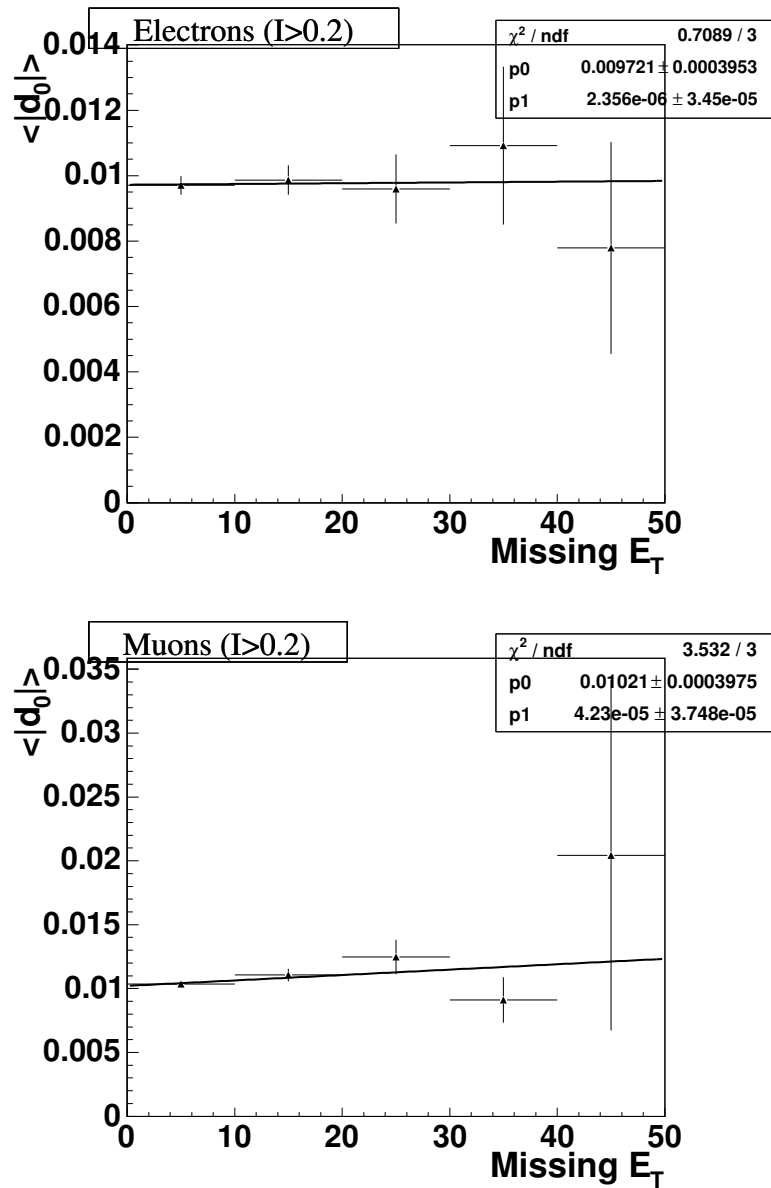 Electrons (I>0.2)
χ² / ndf 0.7089 / 3
p0 0.009721 ± 0.0003953
p1 2.356e-06 ± 3.45e-05
<|d₀|>
0.014
0.012
0.01
0.008
0.006
0.004
0.002
0
0 10 20 30 40 50
Missing E_T
Muons (I>0.2)
χ² / ndf 3.532 / 3
p0 0.01021 ± 0.0003975
p1 4.23e-05 ± 3.748e-05
<|d₀|>
0.035
0.03
0.025
0.02
0.015
0.01
0.005
0
0 10 20 30 40 50
Missing E_T